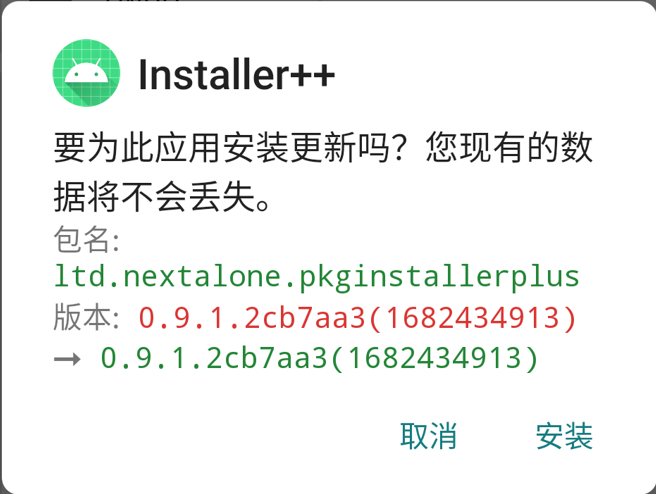 Installer++
要为此应用安装更新吗？您现有的数
据将不会丢失。
包名:
ltd.nextalone.pkginstallerplus
版本: 0.9.1.2cb7aa3(1682434913)
➞ 0.9.1.2cb7aa3(1682434913)
取消 安装